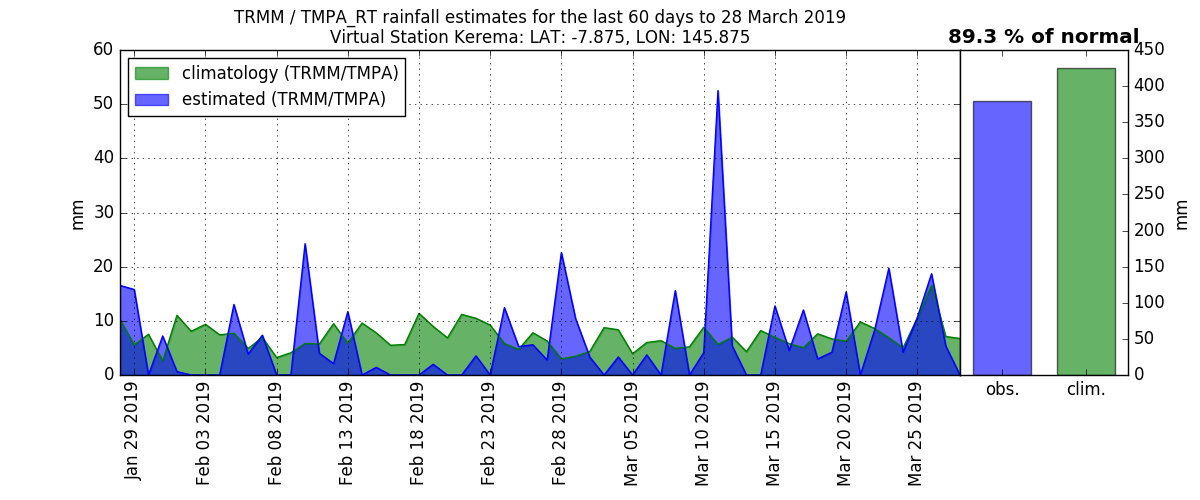 TRMM / TMPA_RT rainfall estimates for the last 60 days to 28 March 2019
Virtual Station Kerema: LAT: -7.875, LON: 145.875
89.3 % of normal
climatology (TRMM/TMPA)
estimated (TRMM/TMPA)
60
50
40
30
20
10
0
mm
450
400
350
300
250
200
150
100
50
0
mm
Jan 29 2019
Feb 03 2019
Feb 08 2019
Feb 13 2019
Feb 18 2019
Feb 23 2019
Feb 28 2019
Mar 05 2019
Mar 10 2019
Mar 15 2019
Mar 20 2019
Mar 25 2019
obs.
clim.